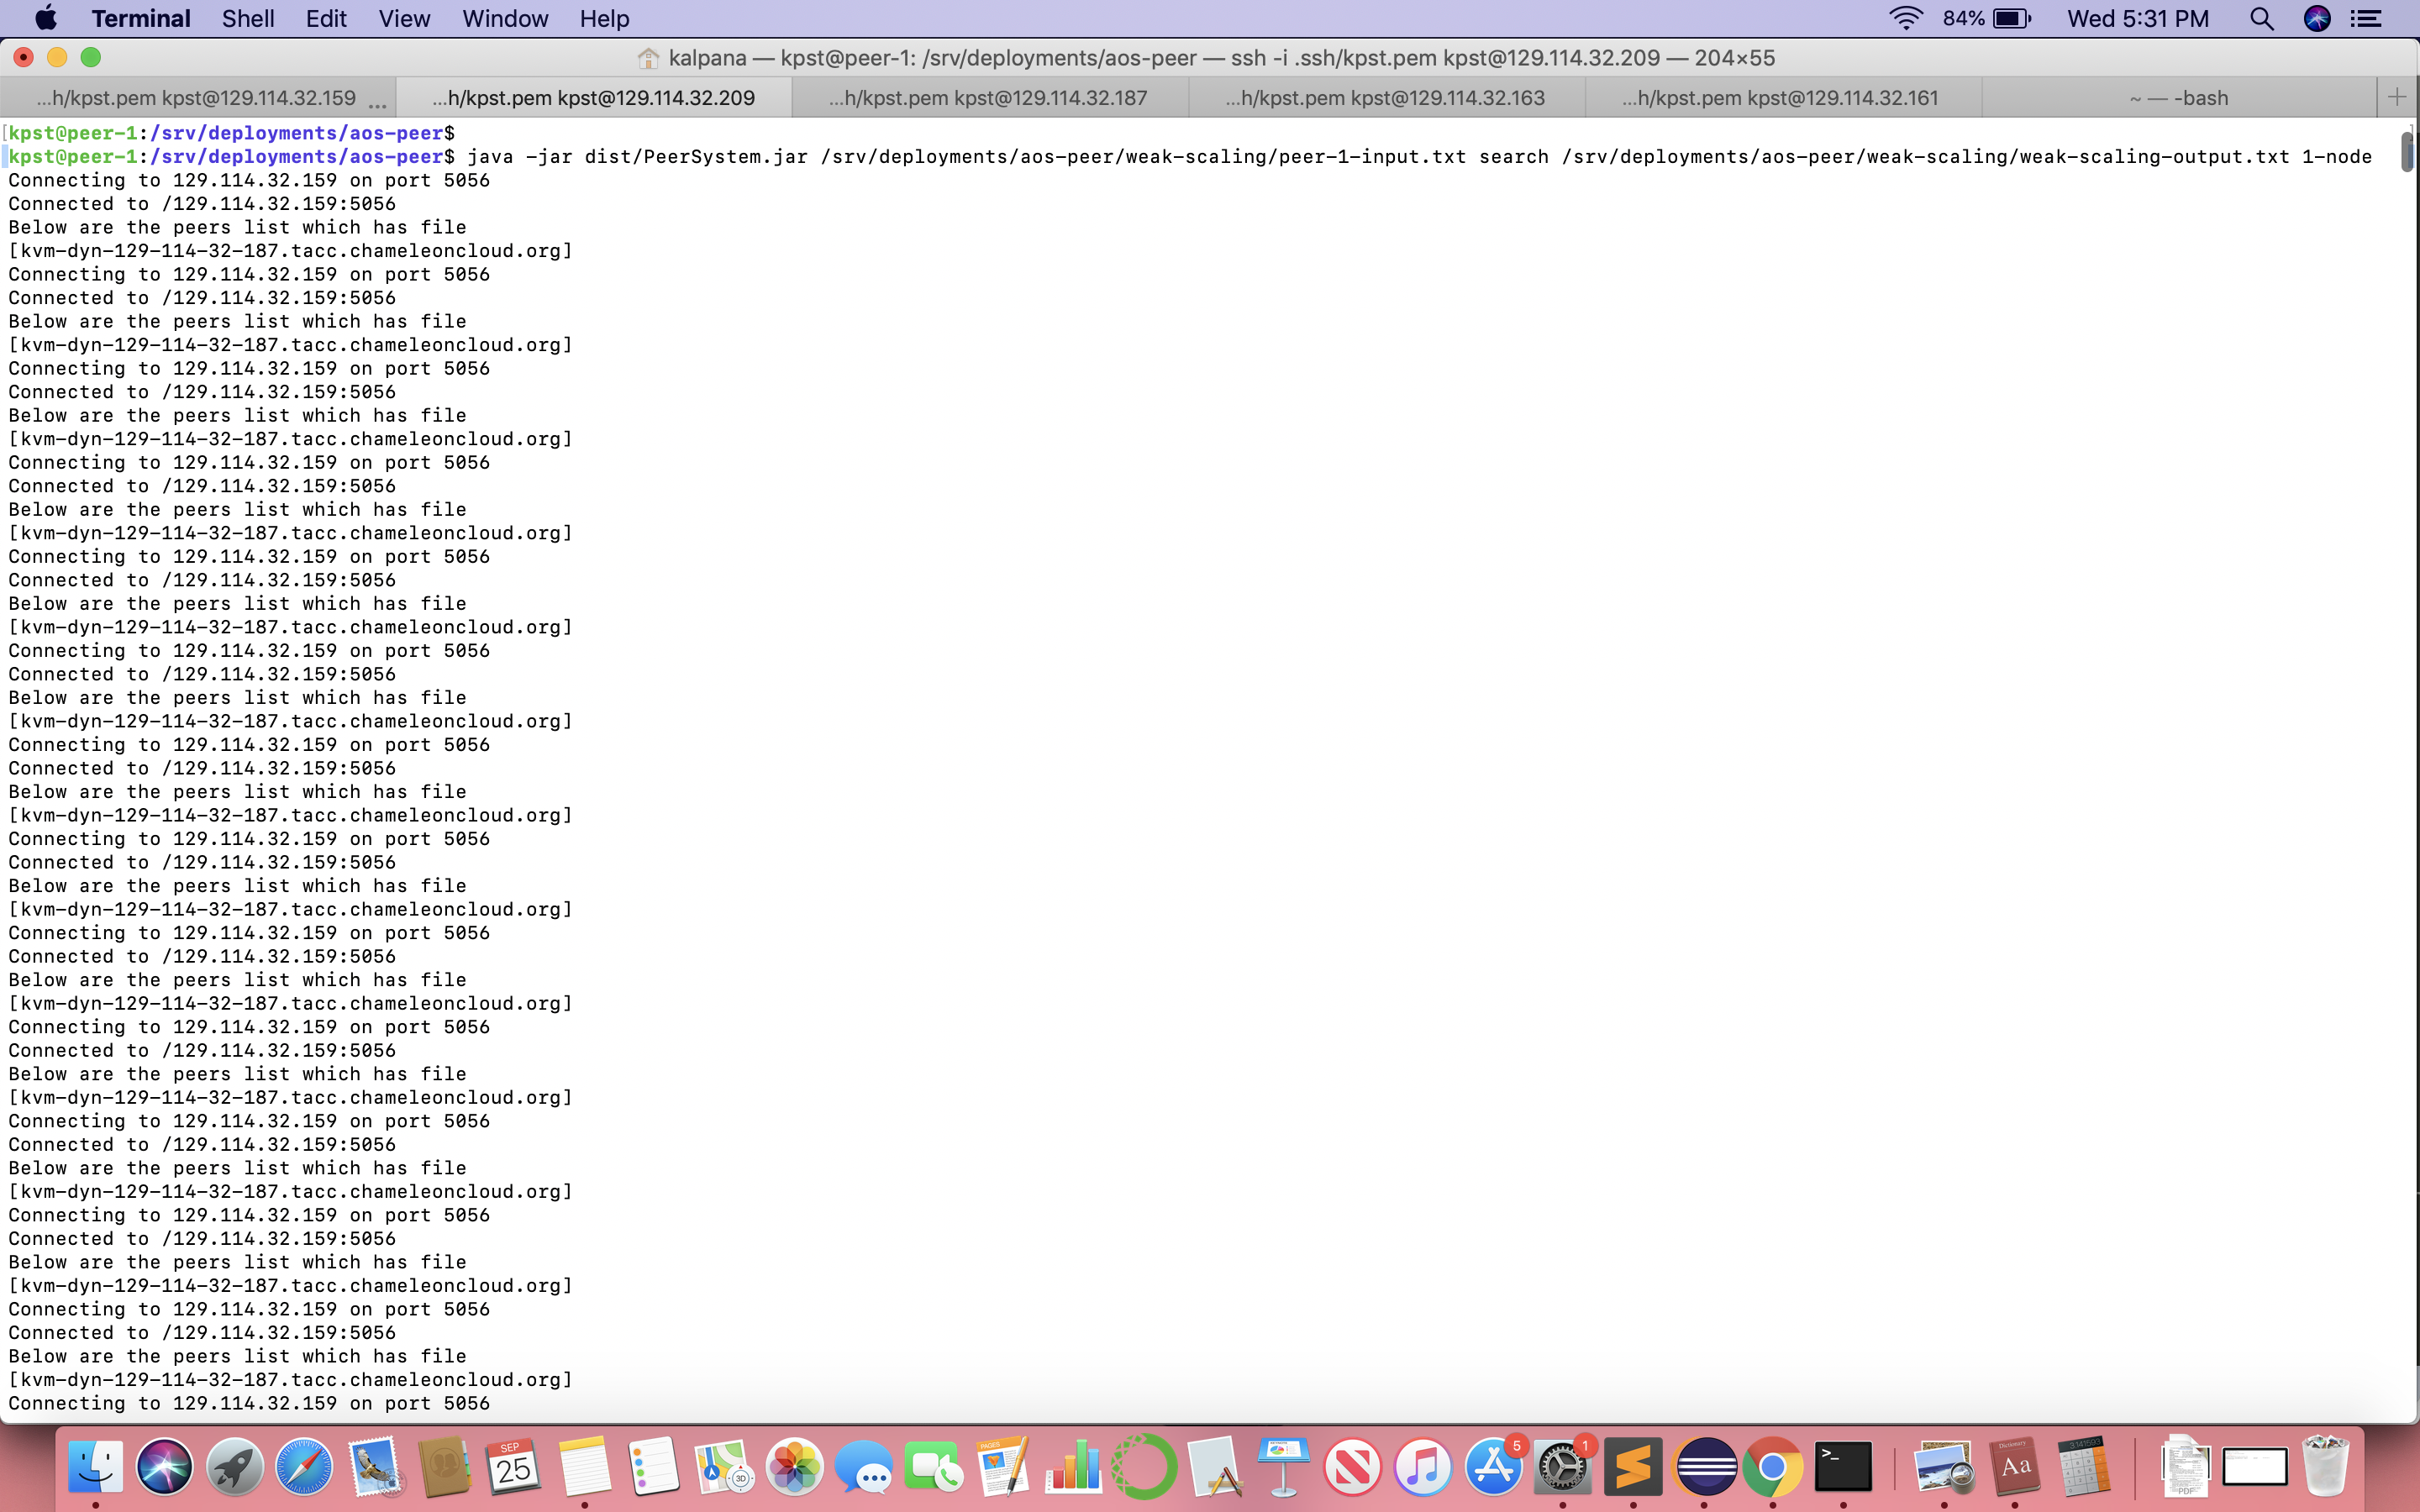 Terminal Shell Edit View Window Help 84% Wed 5:31 PM
kalpana — kpst@peer-1: /srv/deployments/aos-peer — ssh -i .ssh/kpst.pem kpst@129.114.32.209 — 204×55
...h/kpst.pem kpst@129.114.32.159 ... ...h/kpst.pem kpst@129.114.32.209 ...h/kpst.pem kpst@129.114.32.187 ...h/kpst.pem kpst@129.114.32.163 ...h/kpst.pem kpst@129.114.32.161 ~ — -bash
[kpst@peer-1:/srv/deployments/aos-peer$ ]
kpst@peer-1:/srv/deployments/aos-peer$ java -jar dist/PeerSystem.jar /srv/deployments/aos-peer/weak-scaling/peer-1-input.txt search /srv/deployments/aos-peer/weak-scaling/weak-scaling-output.txt 1-node
Connecting to 129.114.32.159 on port 5056
Connected to /129.114.32.159:5056
Below are the peers list which has file
[kvm-dyn-129-114-32-187.tacc.chameleoncloud.org]
Connecting to 129.114.32.159 on port 5056
Connected to /129.114.32.159:5056
Below are the peers list which has file
[kvm-dyn-129-114-32-187.tacc.chameleoncloud.org]
Connecting to 129.114.32.159 on port 5056
Connected to /129.114.32.159:5056
Below are the peers list which has file
[kvm-dyn-129-114-32-187.tacc.chameleoncloud.org]
Connecting to 129.114.32.159 on port 5056
Connected to /129.114.32.159:5056
Below are the peers list which has file
[kvm-dyn-129-114-32-187.tacc.chameleoncloud.org]
Connecting to 129.114.32.159 on port 5056
Connected to /129.114.32.159:5056
Below are the peers list which has file
[kvm-dyn-129-114-32-187.tacc.chameleoncloud.org]
Connecting to 129.114.32.159 on port 5056
Connected to /129.114.32.159:5056
Below are the peers list which has file
[kvm-dyn-129-114-32-187.tacc.chameleoncloud.org]
Connecting to 129.114.32.159 on port 5056
Connected to /129.114.32.159:5056
Below are the peers list which has file
[kvm-dyn-129-114-32-187.tacc.chameleoncloud.org]
Connecting to 129.114.32.159 on port 5056
Connected to /129.114.32.159:5056
Below are the peers list which has file
[kvm-dyn-129-114-32-187.tacc.chameleoncloud.org]
Connecting to 129.114.32.159 on port 5056
Connected to /129.114.32.159:5056
Below are the peers list which has file
[kvm-dyn-129-114-32-187.tacc.chameleoncloud.org]
Connecting to 129.114.32.159 on port 5056
Connected to /129.114.32.159:5056
Below are the peers list which has file
[kvm-dyn-129-114-32-187.tacc.chameleoncloud.org]
Connecting to 129.114.32.159 on port 5056
Connected to /129.114.32.159:5056
Below are the peers list which has file
[kvm-dyn-129-114-32-187.tacc.chameleoncloud.org]
Connecting to 129.114.32.159 on port 5056
Connected to /129.114.32.159:5056
Below are the peers list which has file
[kvm-dyn-129-114-32-187.tacc.chameleoncloud.org]
Connecting to 129.114.32.159 on port 5056
Connected to /129.114.32.159:5056
Below are the peers list which has file
[kvm-dyn-129-114-32-187.tacc.chameleoncloud.org]
Connecting to 129.114.32.159 on port 5056
SEP
25
3D
PAGES
5
1
>_
Dictionary
Aa
PDF